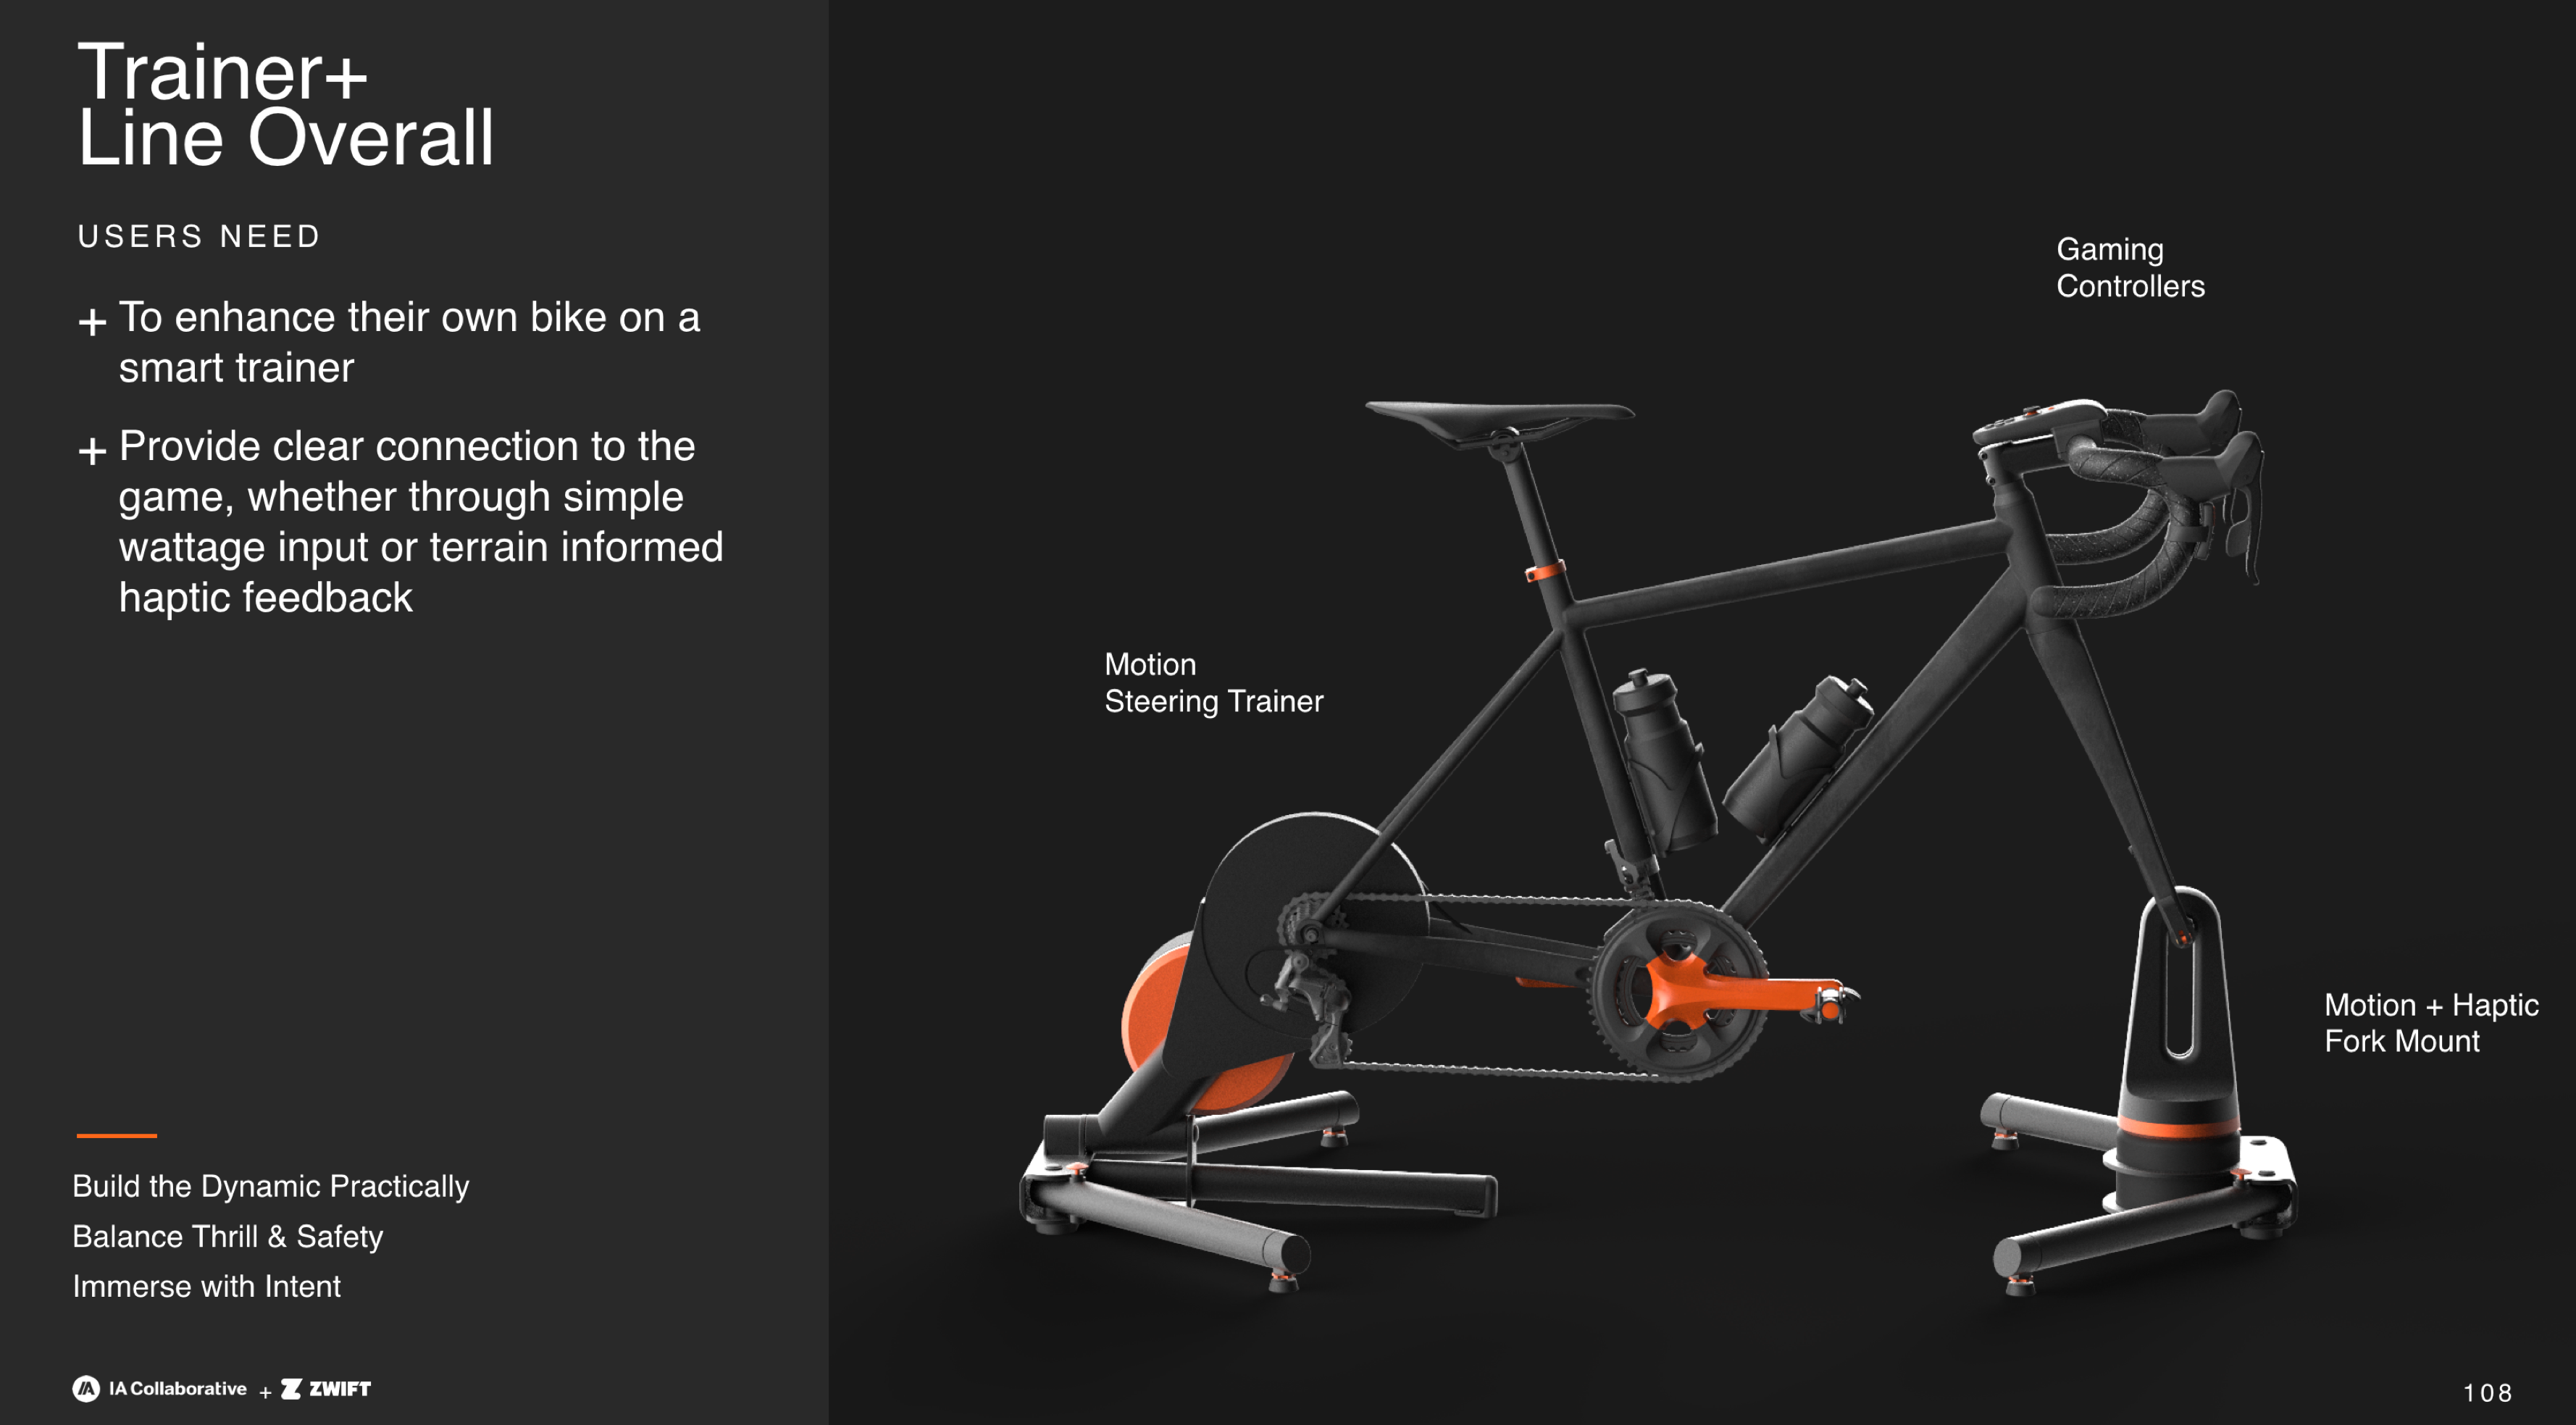 Trainer+
Line Overall
USERS NEED
+ To enhance their own bike on a
smart trainer
+ Provide clear connection to the
game, whether through simple
wattage input or terrain informed
haptic feedback
Gaming
Controllers
Motion
Steering Trainer
Motion + Haptic
Fork Mount
Build the Dynamic Practically
Balance Thrill & Safety
Immerse with Intent
IA IA Collaborative + Z ZWIFT
108